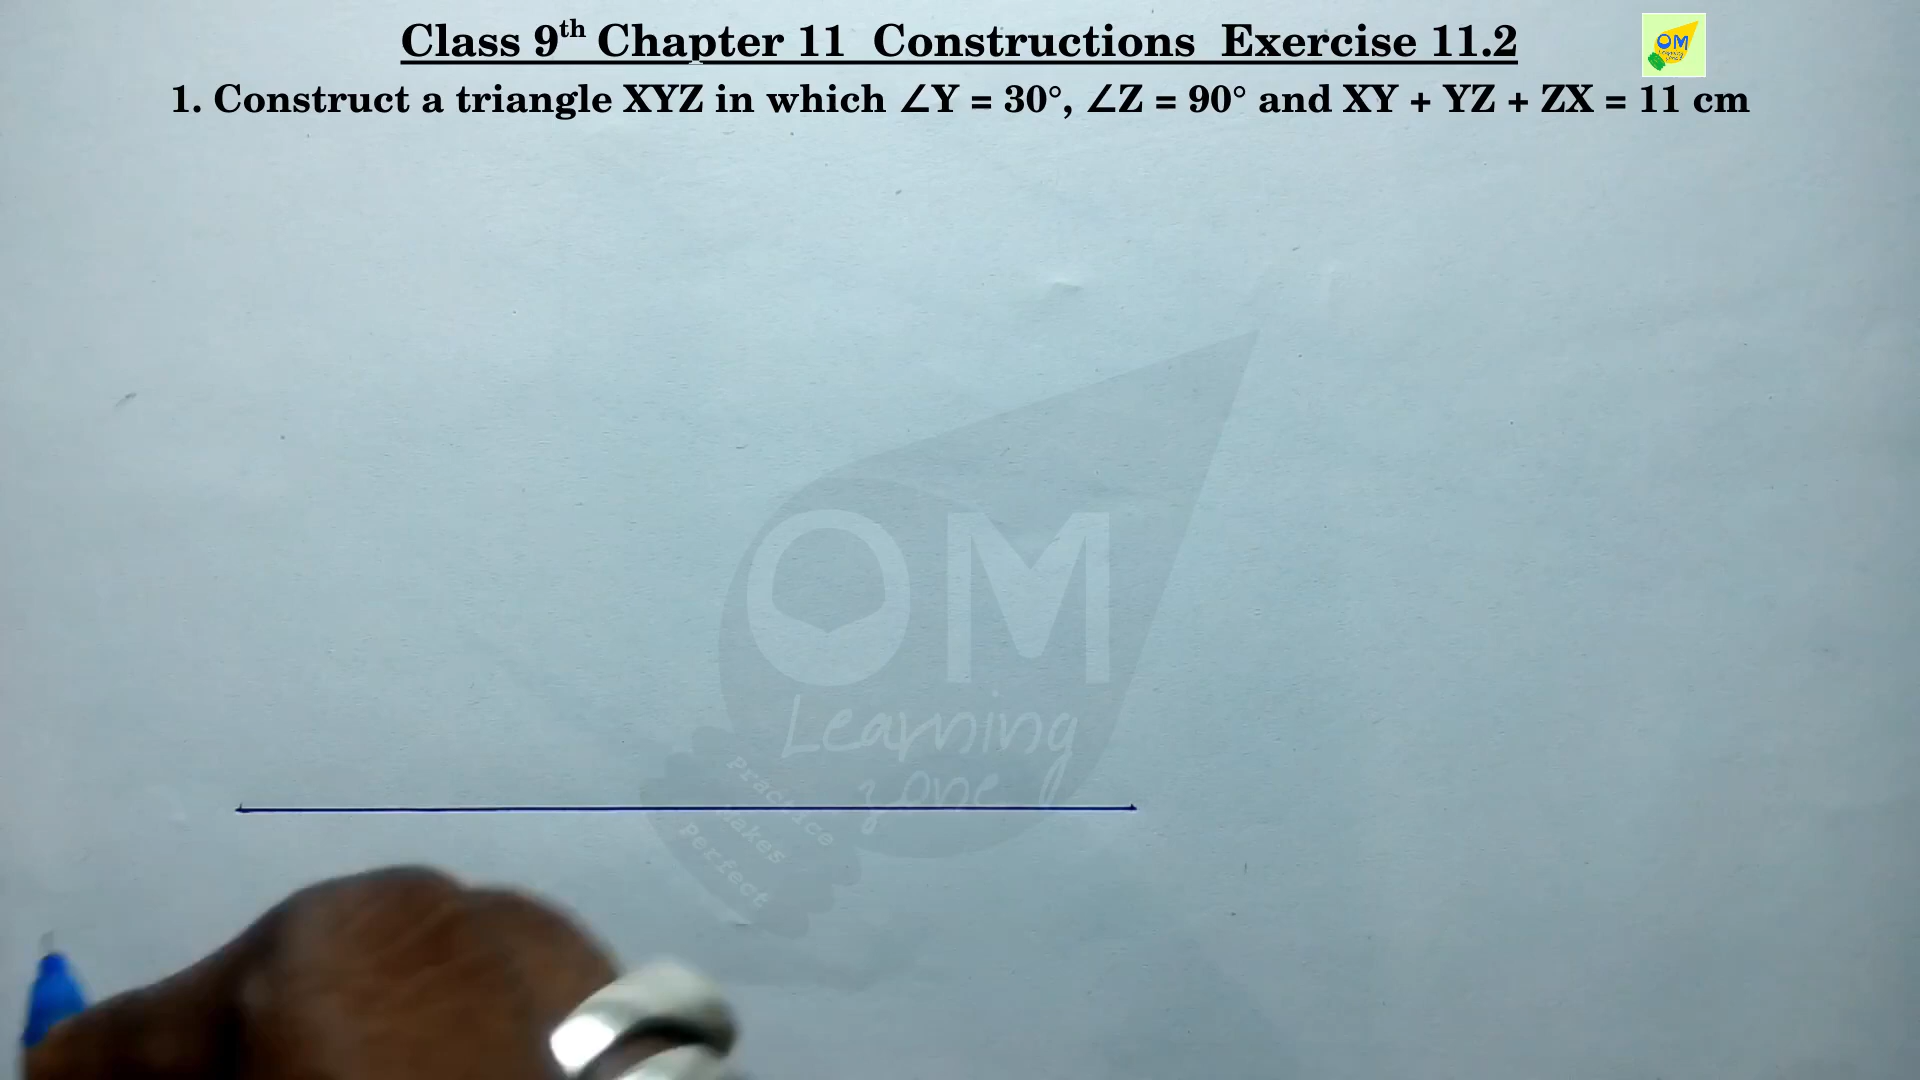 Class 9th Chapter 11 Constructions Exercise 11.2
OM
1. Construct a triangle XYZ in which ∠Y = 30°, ∠Z = 90° and XY + YZ + ZX = 11 cm
OM
Learning
zone
Practice
Makes
Perfect